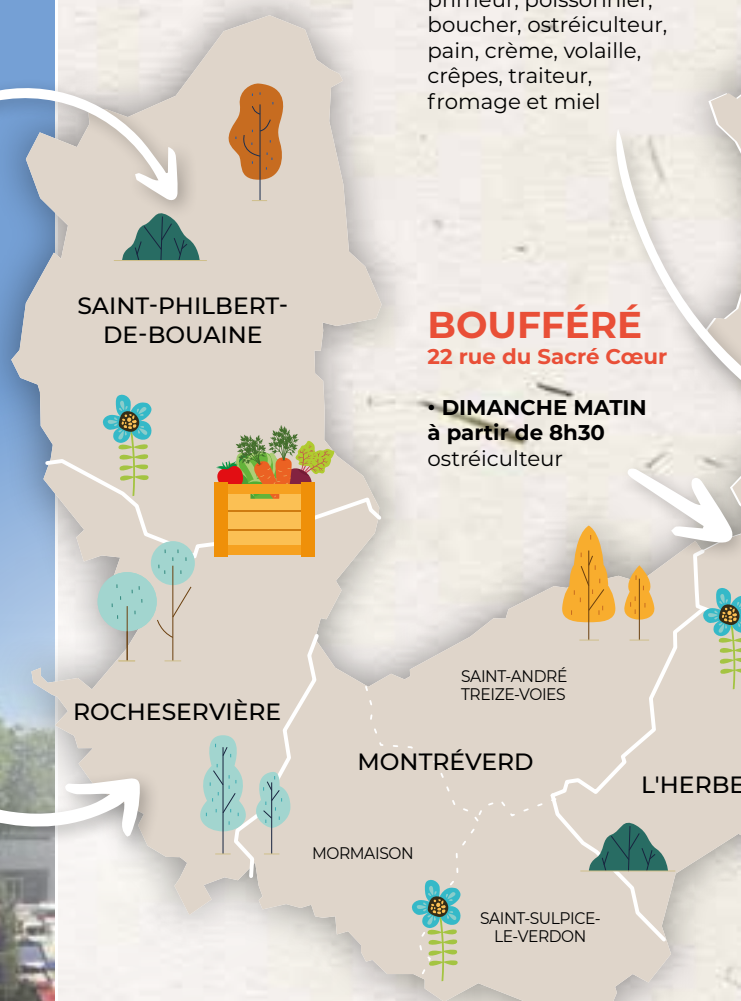 primeur, poissonnier,
boucher, ostréiculteur,
pain, crème, volaille,
crêpes, traiteur,
fromage et miel
SAINT-PHILBERT-
DE-BOUAINE
BOUFFÉRÉ
22 rue du Sacré Cœur
• DIMANCHE MATIN
à partir de 8h30
ostréiculteur
SAINT-ANDRÉ
TREIZE-VOIES
ROCHESERVIÈRE
MONTRÉVERD
L'HERBE
MORMAISON
SAINT-SULPICE-
LE-VERDON